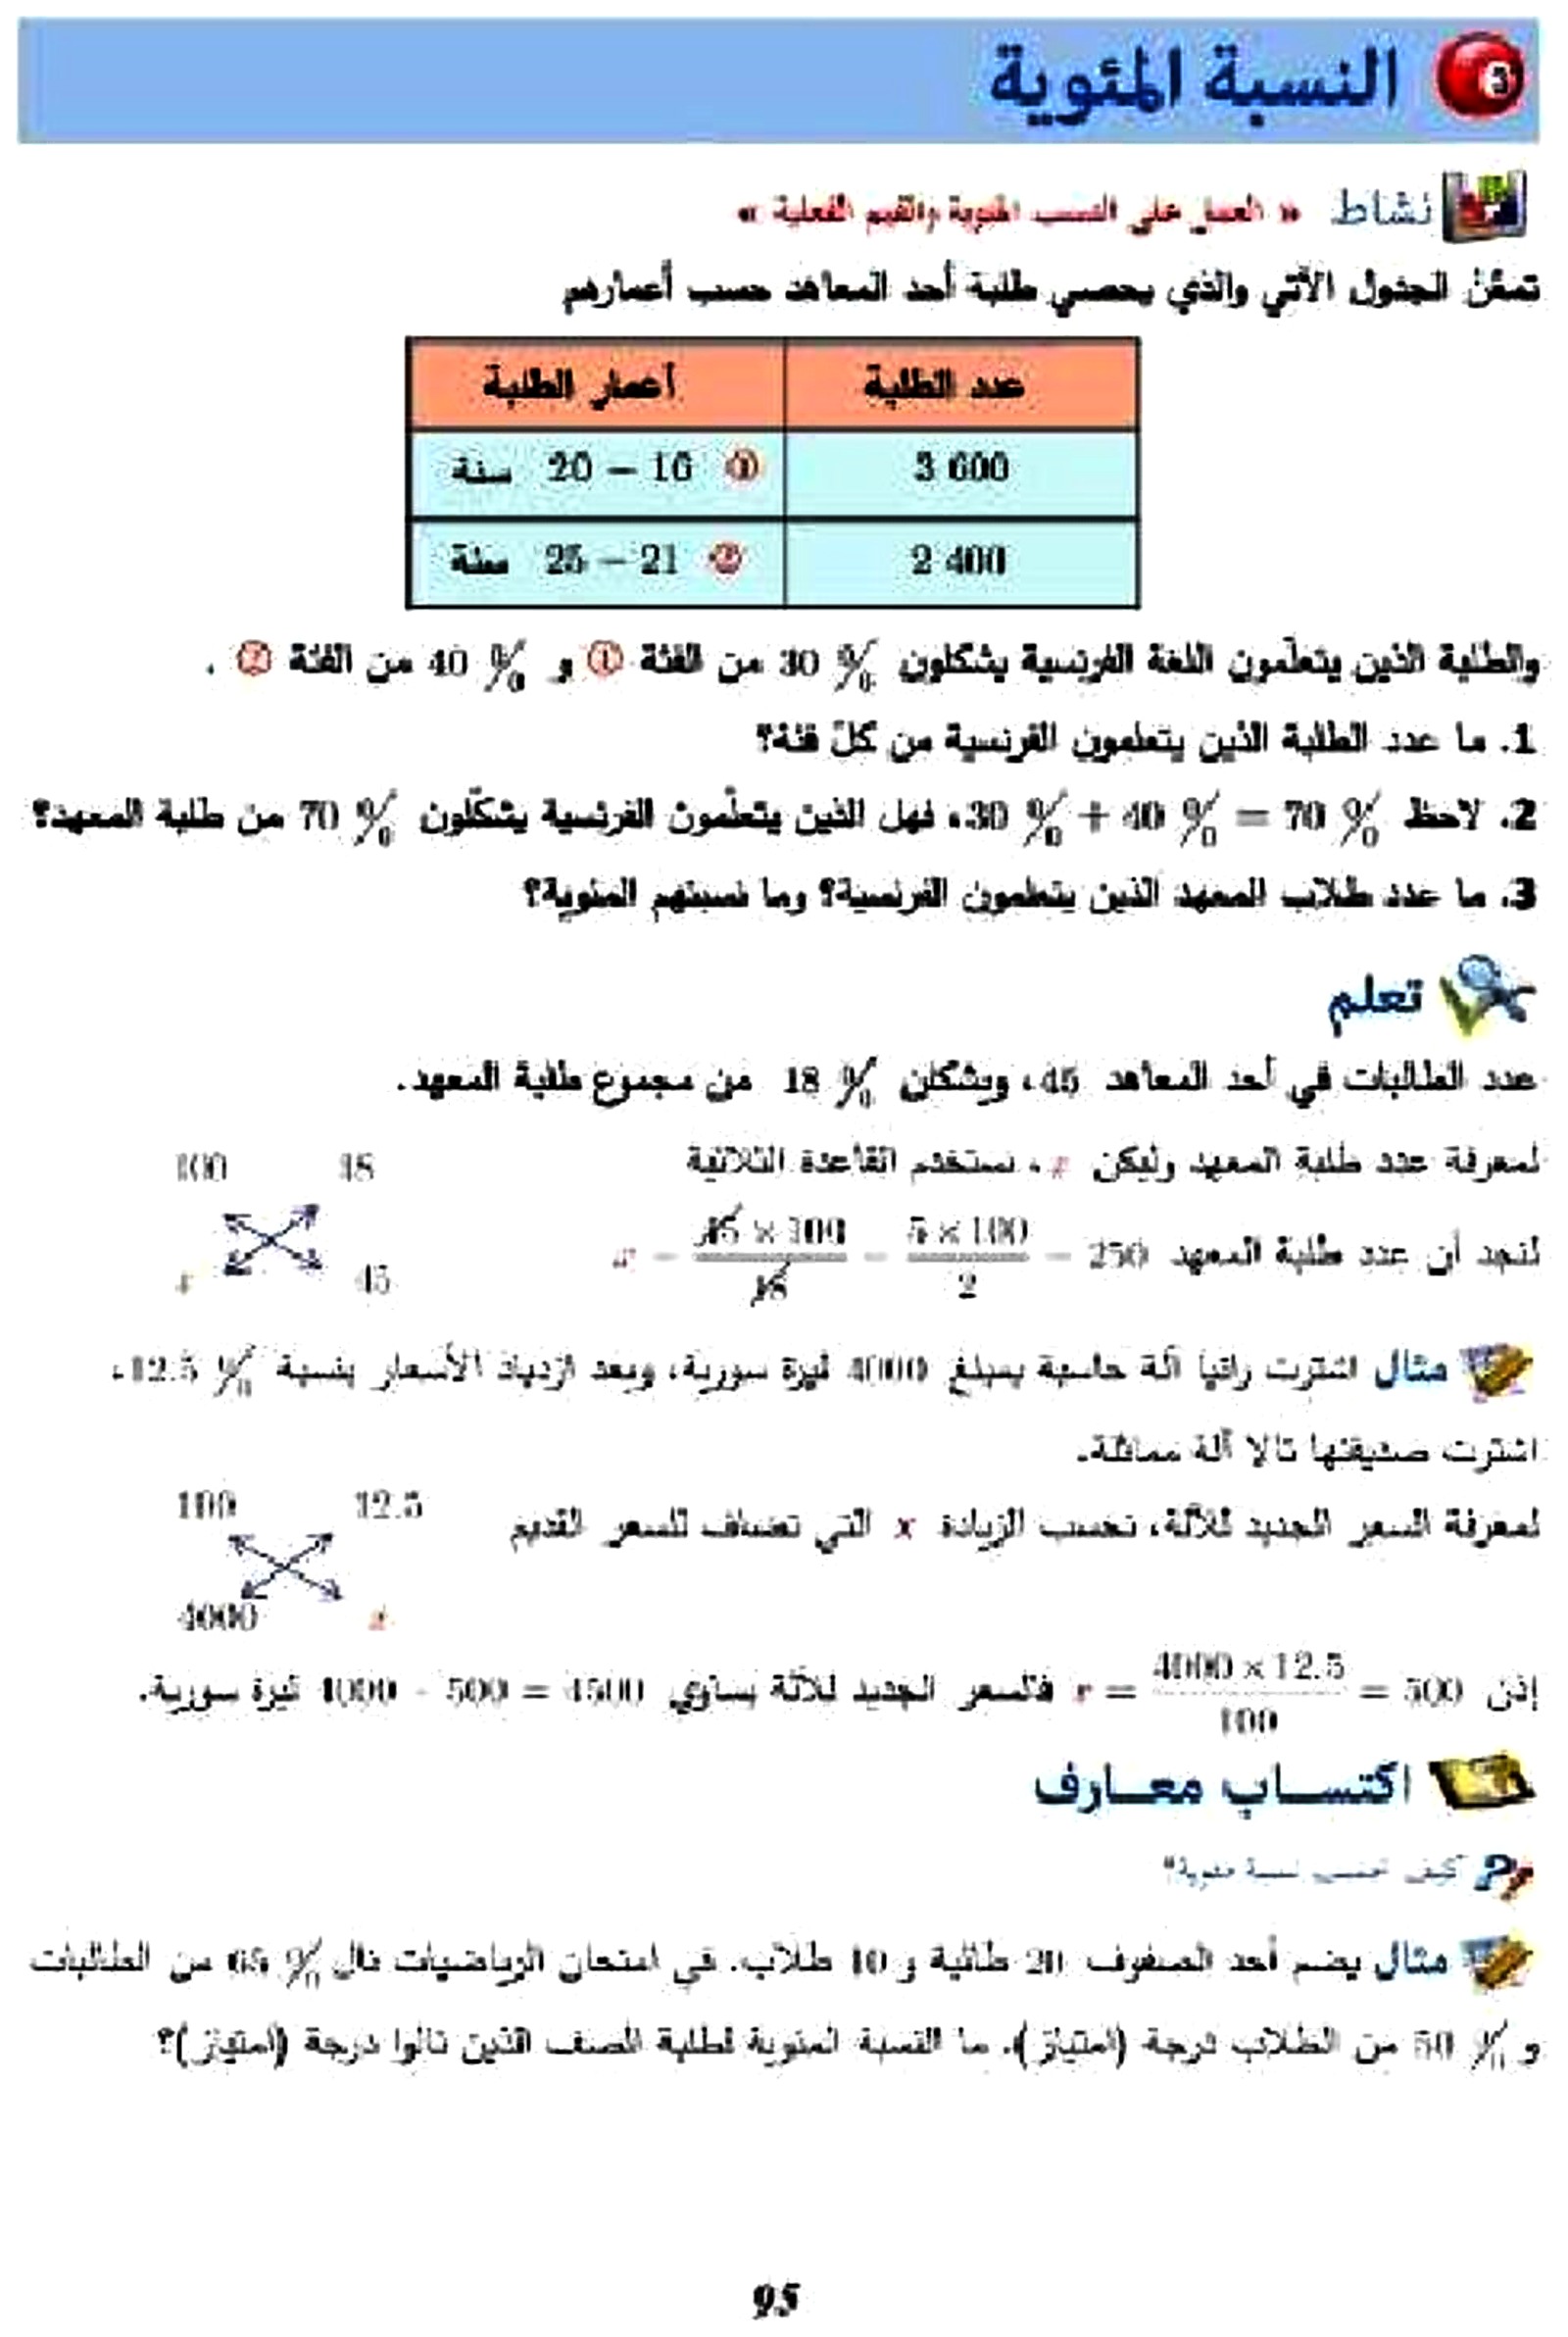 النسبة المئوية
نشاط « العمل على النسب المئوية والقيم الفعلية »
تمعّن الجدول الآتي والذي يحصي طلبة أحد المعاهد حسب أعمارهم
عدد الطلبة أعمار الطلبة
3 600 ① 16 – 20 سنة
2 400 ② 21 – 25 سنة
والطلبة الذين يتعلّمون اللغة الفرنسية يشكلون 30 % من الفئة ① و 40 % من الفئة ② .
1. ما عدد الطلبة الذين يتعلمون الفرنسية من كلّ فئة؟
2. لاحظ 30 % + 40 % = 70 %، فهل الذين يتعلّمون الفرنسية يشكّلون 70 % من طلبة المعهد؟
3. ما عدد طلاب المعهد الذين يتعلمون الفرنسية؟ وما نسبتهم المئوية؟
تعلم
عدد الطالبات في أحد المعاهد 45، ويشكلن 18 % من مجموع طلبة المعهد.
لمعرفة عدد طلبة المعهد وليكن x، نستخدم القاعدة الثلاثية
100 18
x 45
لنجد أن عدد طلبة المعهد x = 45 × 100 / 18 = 5 × 100 / 2 = 250
مثال اشترت رانيا آلة حاسبة بمبلغ 4000 ليرة سورية، وبعد ازدياد الأسعار بنسبة 12.5 %،
اشترت صديقتها تالا آلة مماثلة.
لمعرفة السعر الجديد للآلة، نحسب الزيادة x التي تضاف للسعر القديم
100 12.5
4000 x
إذن x = 4000 × 12.5 / 100 = 500 فالسعر الجديد للآلة يساوي 4000 + 500 = 4500 ليرة سورية.
اكتساب معارف
كيف نحسب نسبة مئوية؟
مثال يضم أحد الصفوف 20 طالبة و 10 طلاب. في امتحان الرياضيات نال 65 % من الطالبات
و 50 % من الطلاب درجة (امتياز). ما النسبة المئوية لطلبة الصف الذين نالوا درجة (امتياز)؟
95